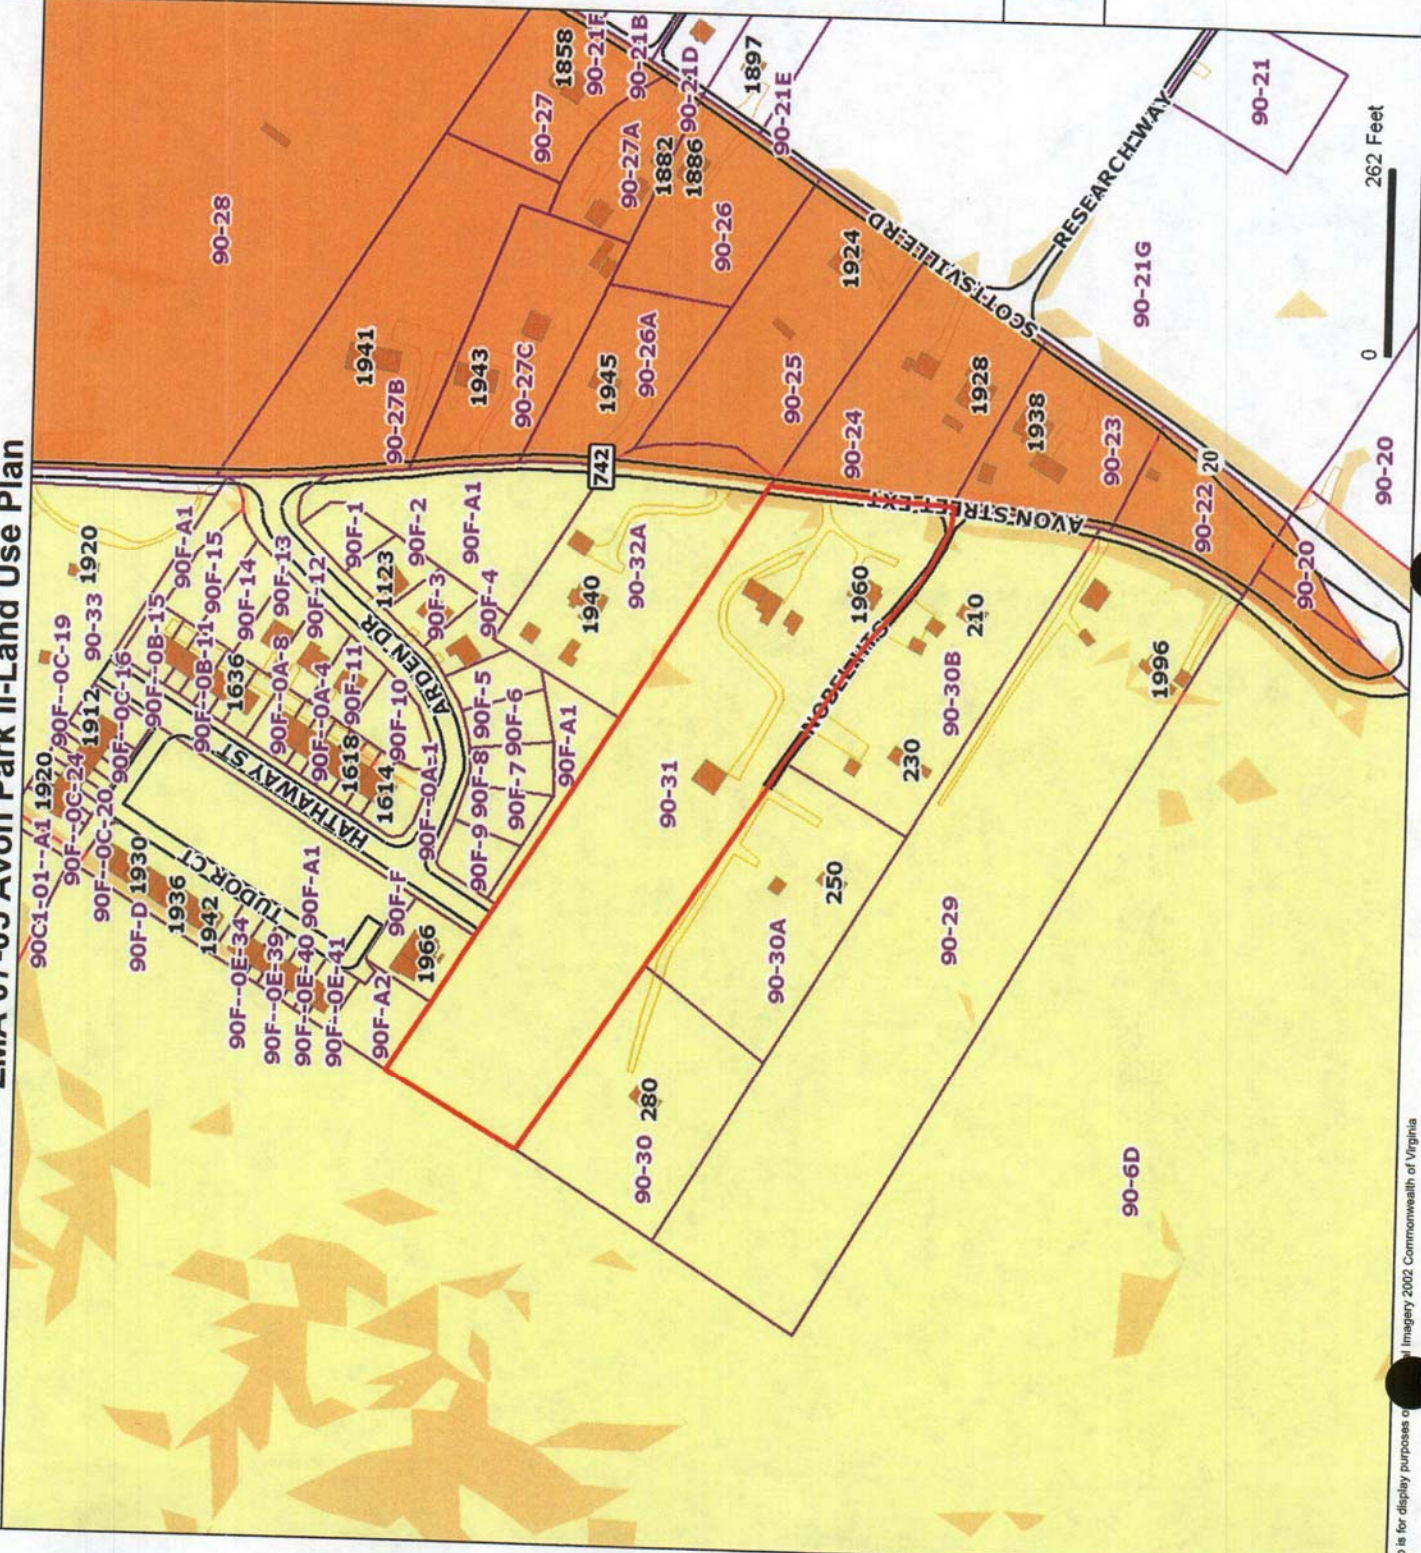 Avon Park II-Land Use Plan
90-28
1858
90-21F
90-21B
90-21D
1897
90-21E
90-21
90-27
90-27A
1882
1886
90-26
1924
SCOTTSVILLE RD
RESEARCH WAY
90-21G
262 Feet
0
1941
90-27B
1943
90-27C
1945
90-26A
90-25
90-24
1928
1938
90-23
20
90-22
90-20
90-20
742
AVON STREET EXT
1920
90-33
90F-A1
90F-15
90F-14
90F-13
90F-12
90F-1
1123
90F-2
90F-A1
90F-3
90F-4
1940
90-32A
1960
210
90-30B
230
1996
90F--0C-19
1912
90F--0C-16
90F--0B-15
90F--0B-11
1636
90F--0A-8
90F--0A-4
90F-11
1618
90F-10
1614
90F--0A-1
ARDEN DR
90F-5
90F-6
90F-7
90F-8
90F-9
90F-A1
HATHAWAY ST
90C1-01--A1
1920
90F--0C-24
90F--0C-20
90F-D
1930
1936
1942
TUDOR CT
90F--0E-34
90F--0E-39
90F--0E-40
90F--0E-41
90F-A1
90F-F
1966
90F-A2
90-31
250
90-30A
90-29
280
90-30
90-6D
is for display purposes
Imagery 2002 Commonwealth of Virginia